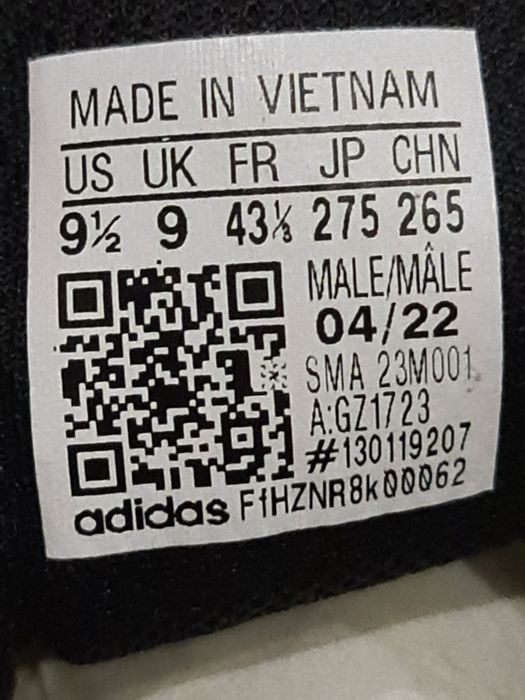 MADE IN VIETNAM
US UK FR JP CHN
9½ 9 43⅓ 275 265
MALE/MÂLE
04/22
SMA 23M001
A:GZ1723
#130119207
adidas FfHZNR8k00062